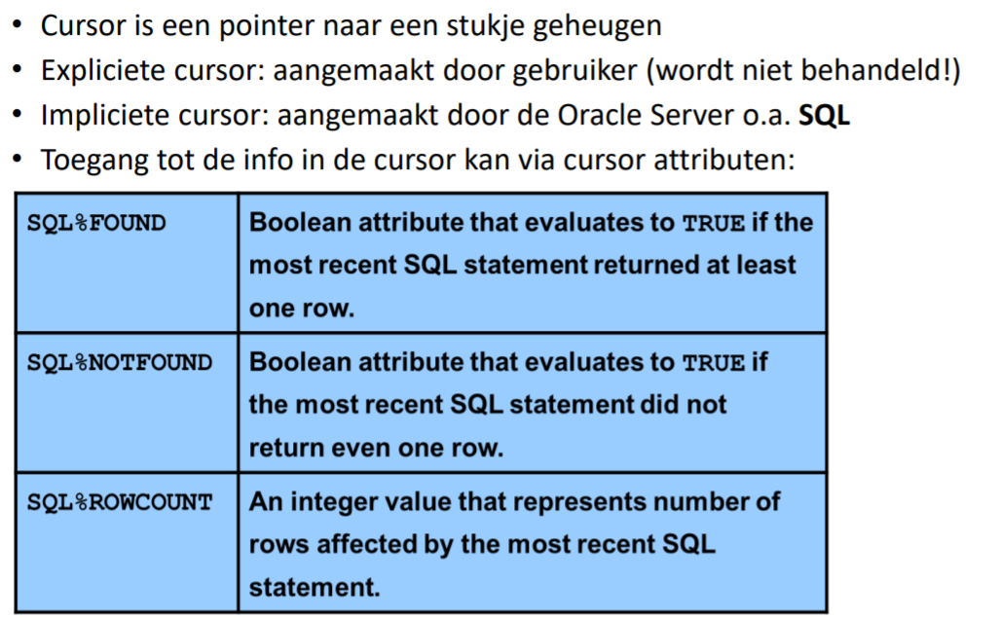 • Cursor is een pointer naar een stukje geheugen
• Expliciete cursor: aangemaakt door gebruiker (wordt niet behandeld!)
• Impliciete cursor: aangemaakt door de Oracle Server o.a. SQL
• Toegang tot de info in de cursor kan via cursor attributen:
SQL%FOUND
Boolean attribute that evaluates to TRUE if the
most recent SQL statement returned at least
one row.
SQL%NOTFOUND
Boolean attribute that evaluates to TRUE if
the most recent SQL statement did not
return even one row.
SQL%ROWCOUNT
An integer value that represents number of
rows affected by the most recent SQL
statement.